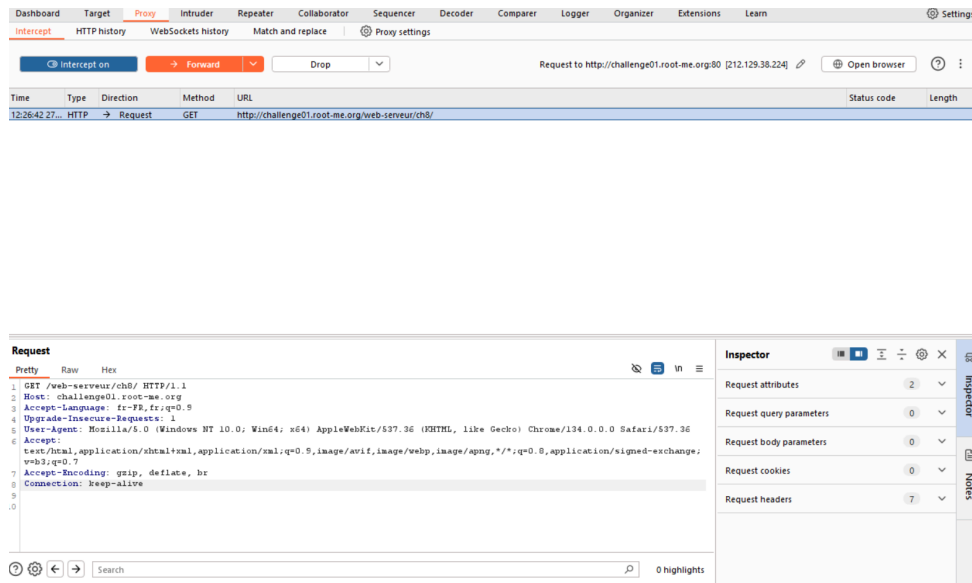 Dashboard Target Proxy Intruder Repeater Collaborator Sequencer Decoder Comparer Logger Organizer Extensions Learn Settings
Intercept HTTP history WebSockets history Match and replace Proxy settings
Intercept on Forward Drop Request to http://challenge01.root-me.org:80 [212.129.38.224] Open browser
Time Type Direction Method URL Status code Length
12:26:42 27... HTTP → Request GET http://challenge01.root-me.org/web-serveur/ch8/
Request
Pretty Raw Hex \n
1 GET /web-serveur/ch8/ HTTP/1.1
2 Host: challenge01.root-me.org
3 Accept-Language: fr-FR,fr;q=0.9
4 Upgrade-Insecure-Requests: 1
5 User-Agent: Mozilla/5.0 (Windows NT 10.0; Win64; x64) AppleWebKit/537.36 (KHTML, like Gecko) Chrome/134.0.0.0 Safari/537.36
6 Accept:
text/html,application/xhtml+xml,application/xml;q=0.9,image/avif,image/webp,image/apng,*/*;q=0.8,application/signed-exchange;
v=b3;q=0.7
7 Accept-Encoding: gzip, deflate, br
8 Connection: keep-alive
9
.0
Search 0 highlights
Inspector
Request attributes 2
Request query parameters 0
Request body parameters 0
Request cookies 0
Request headers 7
Inspector
Notes